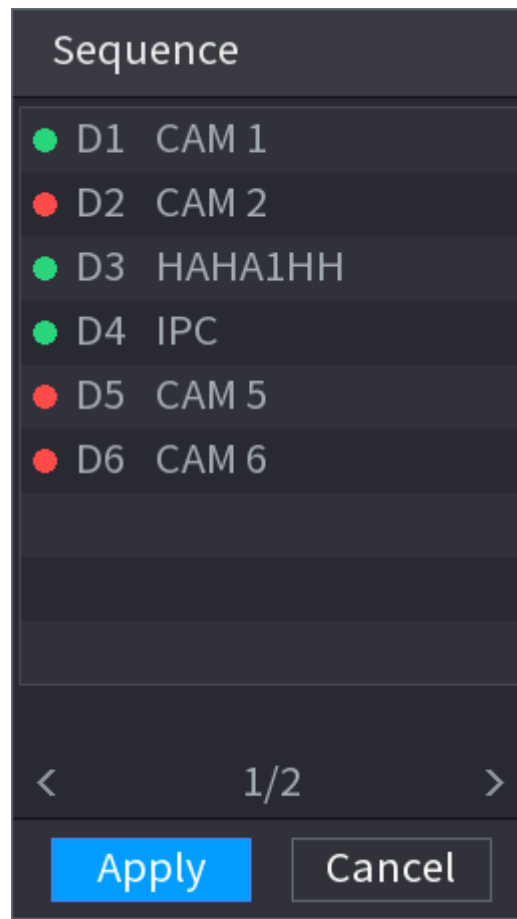 Sequence
D1 CAM 1
D2 CAM 2
D3 HAHA1HH
D4 IPC
D5 CAM 5
D6 CAM 6
< 1/2 >
Apply Cancel